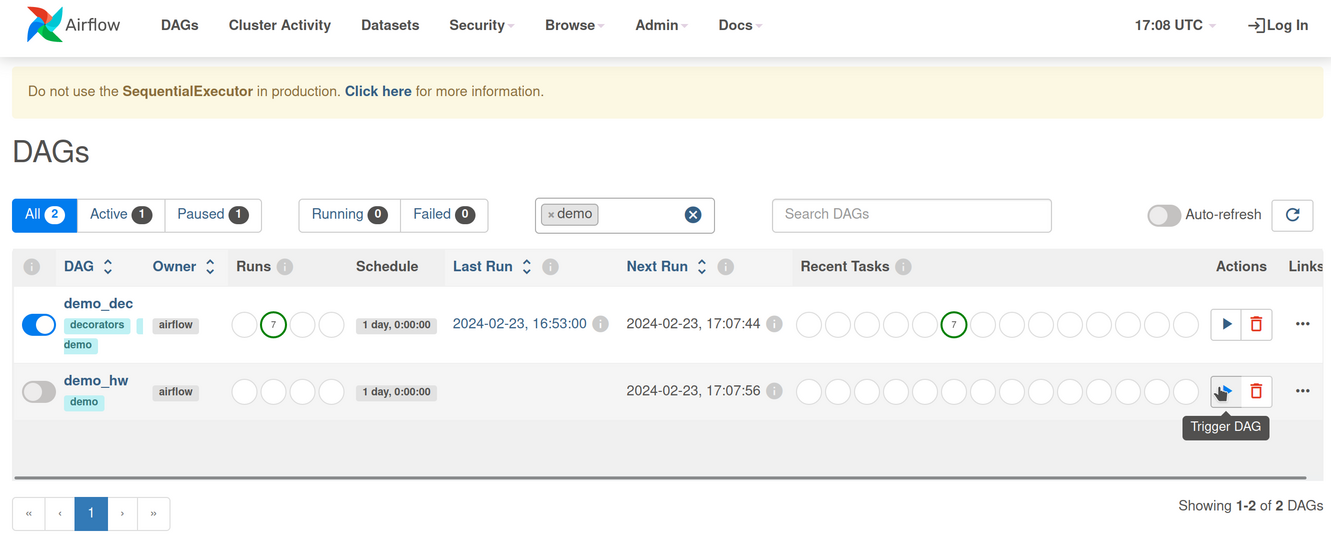 Airflow DAGs Cluster Activity Datasets Security Browse Admin Docs 17:08 UTC Log In
Do not use the SequentialExecutor in production. Click here for more information.
DAGs
All 2 Active 1 Paused 1 Running 0 Failed 0 × demo Search DAGs Auto-refresh
i DAG Owner Runs i Schedule Last Run i Next Run i Recent Tasks i Actions Links
demo_dec
decorators airflow 7 1 day, 0:00:00 2024-02-23, 16:53:00 i 2024-02-23, 17:07:44 i 7 •••
demo
demo_hw
airflow 1 day, 0:00:00 2024-02-23, 17:07:56 i •••
demo
Trigger DAG
« ‹ 1 › » Showing 1-2 of 2 DAGs